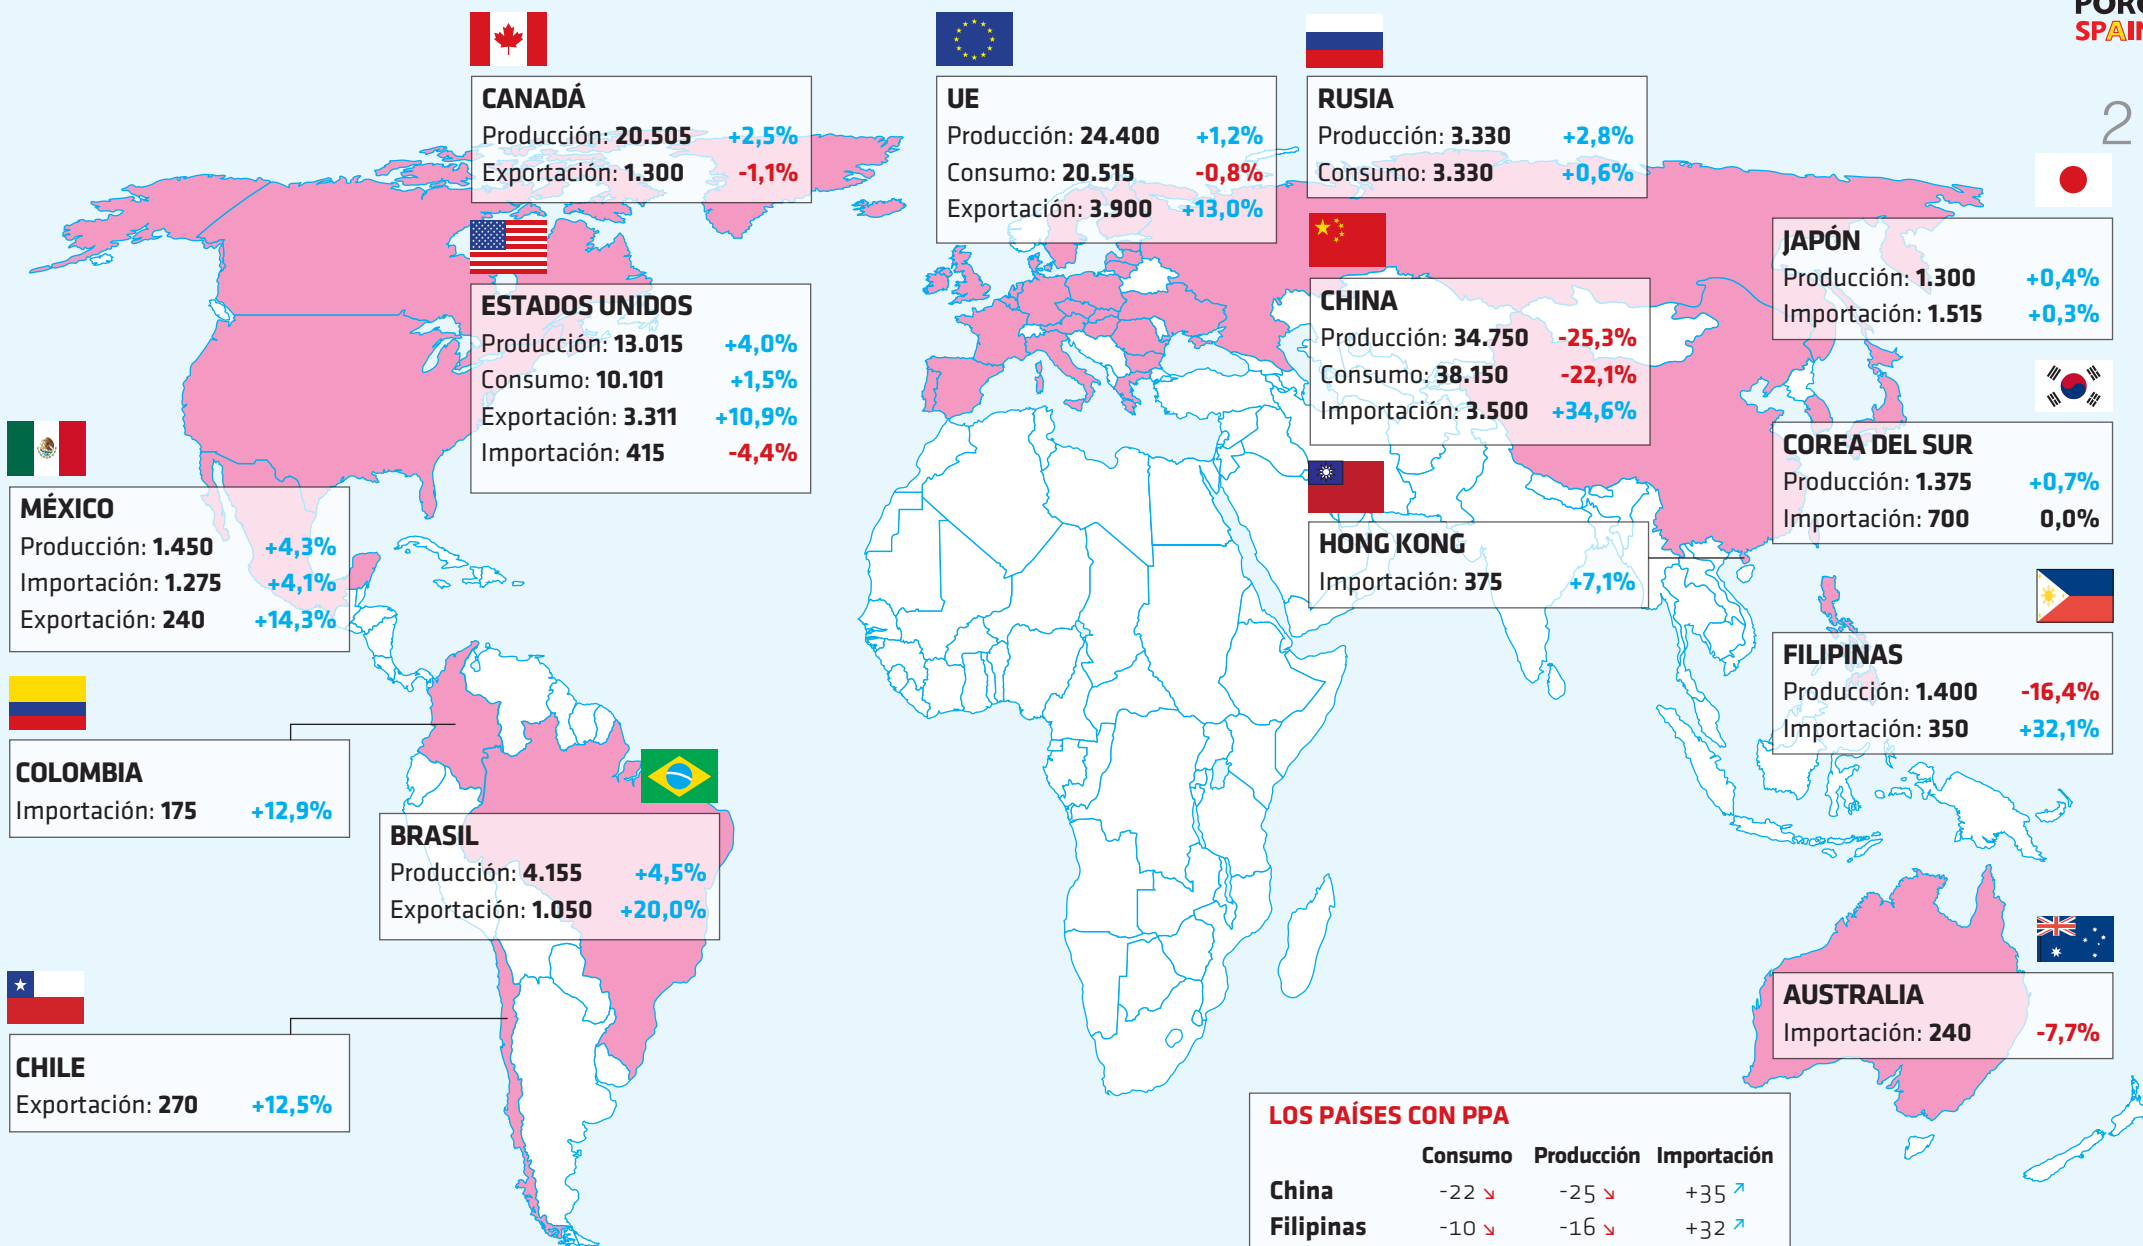 SPAIN
2
CANADÁ
Producción: 20.505 +2,5%
Exportación: 1.300 -1,1%
UE
Producción: 24.400 +1,2%
Consumo: 20.515 -0,8%
Exportación: 3.900 +13,0%
RUSIA
Producción: 3.330 +2,8%
Consumo: 3.330 +0,6%
JAPÓN
Producción: 1.300 +0,4%
Importación: 1.515 +0,3%
ESTADOS UNIDOS
Producción: 13.015 +4,0%
Consumo: 10.101 +1,5%
Exportación: 3.311 +10,9%
Importación: 415 -4,4%
CHINA
Producción: 34.750 -25,3%
Consumo: 38.150 -22,1%
Importación: 3.500 +34,6%
COREA DEL SUR
Producción: 1.375 +0,7%
Importación: 700 0,0%
MÉXICO
Producción: 1.450 +4,3%
Importación: 1.275 +4,1%
Exportación: 240 +14,3%
HONG KONG
Importación: 375 +7,1%
FILIPINAS
Producción: 1.400 -16,4%
Importación: 350 +32,1%
COLOMBIA
Importación: 175 +12,9%
BRASIL
Producción: 4.155 +4,5%
Exportación: 1.050 +20,0%
AUSTRALIA
Importación: 240 -7,7%
CHILE
Exportación: 270 +12,5%
LOS PAÍSES CON PPA
Consumo Producción Importación
China -22 ↘ -25 ↘ +35 ↗
Filipinas -10 ↘ -16 ↘ +32 ↗